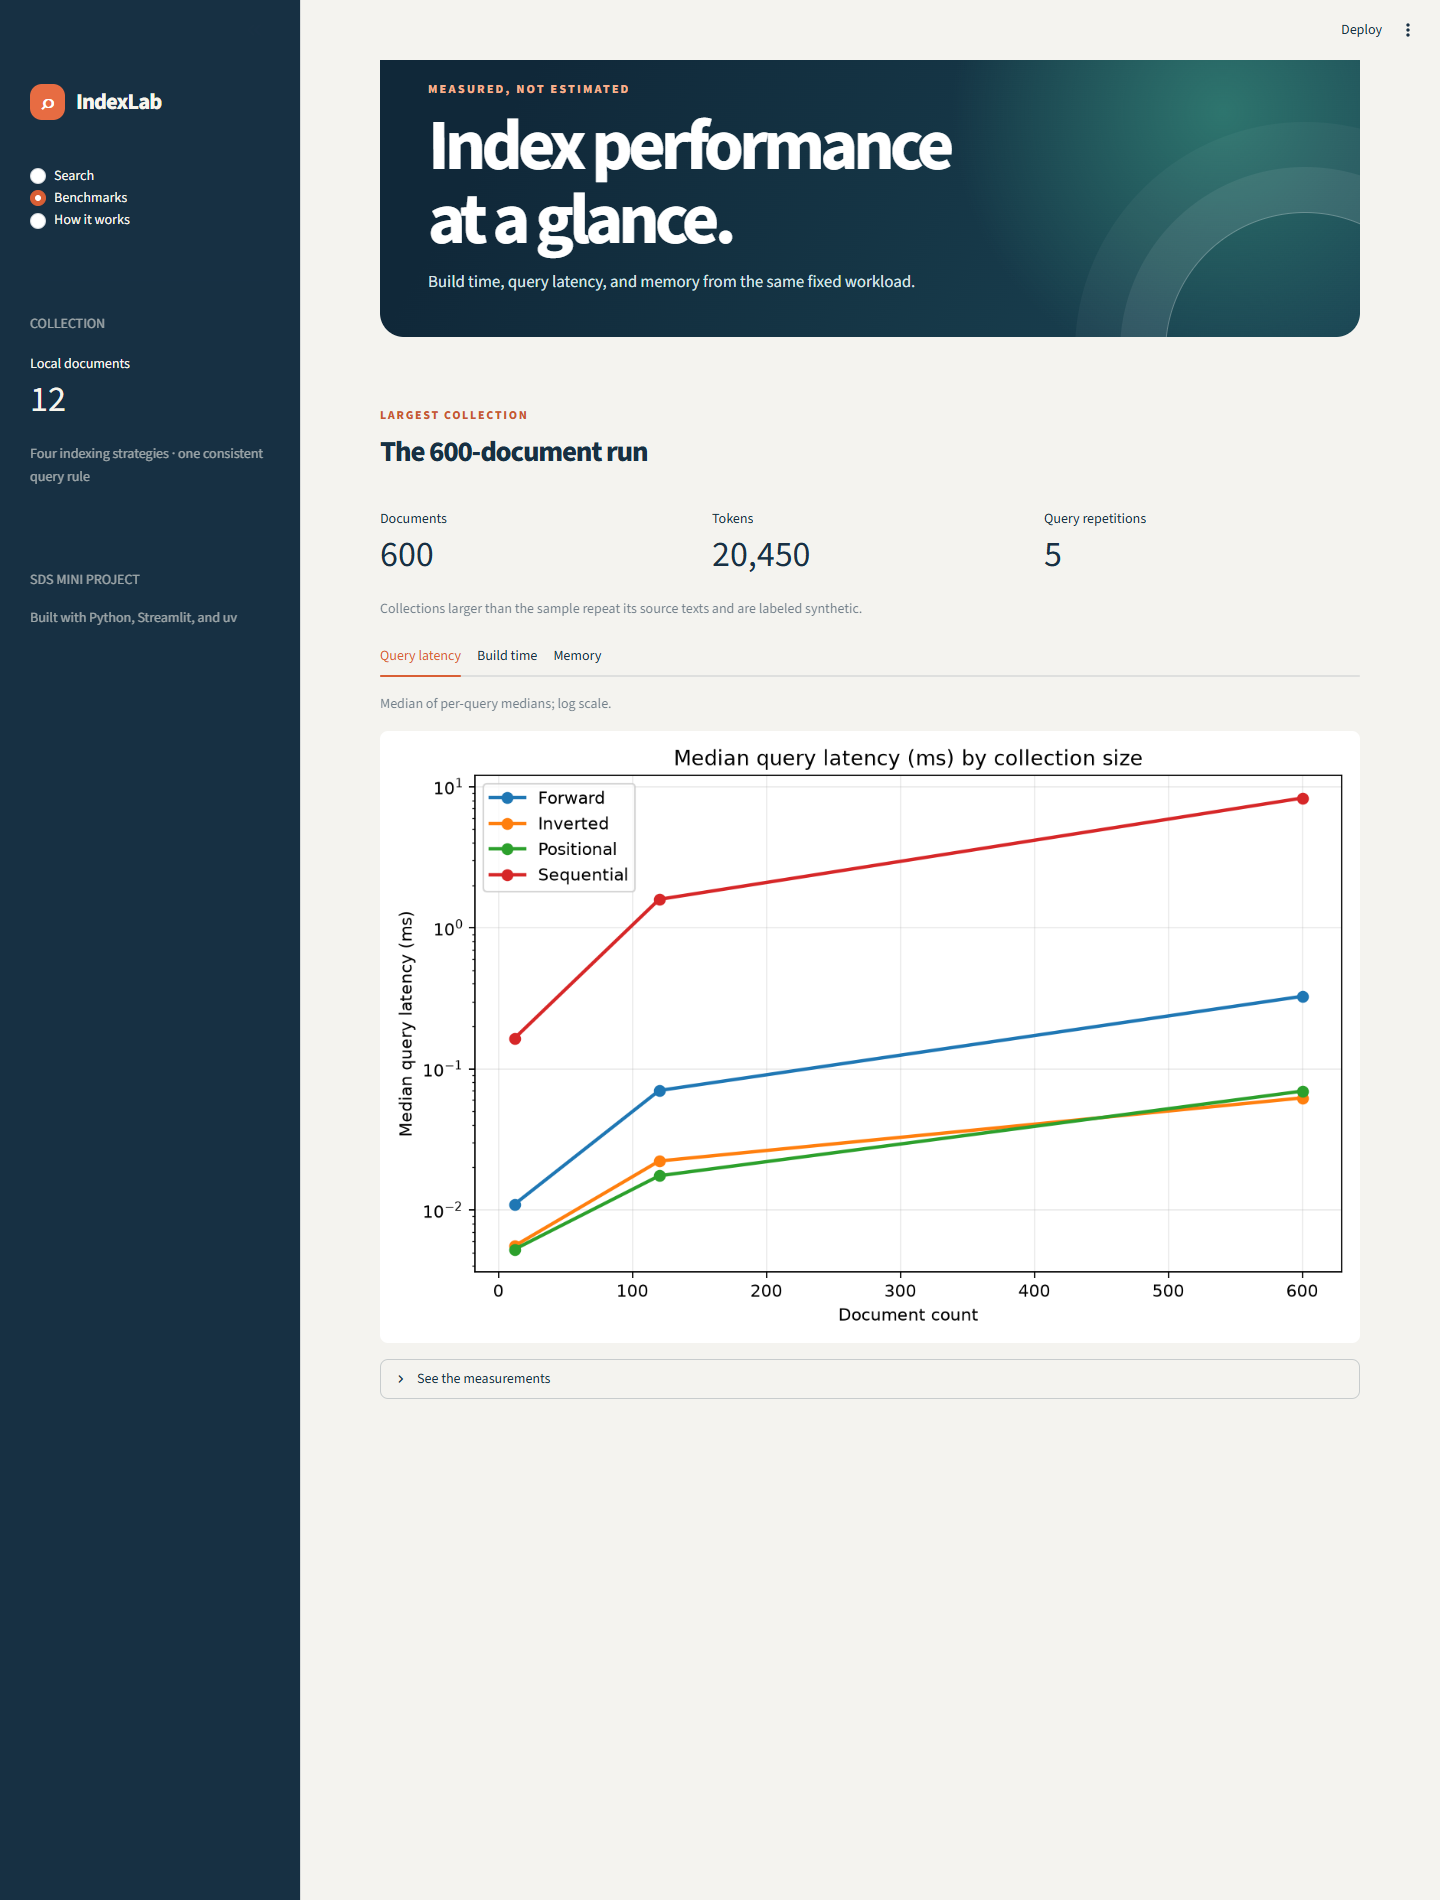 Deploy
IndexLab
Search
Benchmarks
How it works
COLLECTION
Local documents
12
Four indexing strategies · one consistent
query rule
SDS MINI PROJECT
Built with Python, Streamlit, and uv
MEASURED, NOT ESTIMATED
Index performance
at a glance.
Build time, query latency, and memory from the same fixed workload.
LARGEST COLLECTION
The 600-document run
Documents
600
Tokens
20,450
Query repetitions
5
Collections larger than the sample repeat its source texts and are labeled synthetic.
Query latency
Build time
Memory
Median of per-query medians; log scale.
Median query latency (ms) by collection size
Forward
Inverted
Positional
Sequential
Median query latency (ms)
10¹
10⁰
10⁻¹
10⁻²
0 100 200 300 400 500 600
Document count
See the measurements